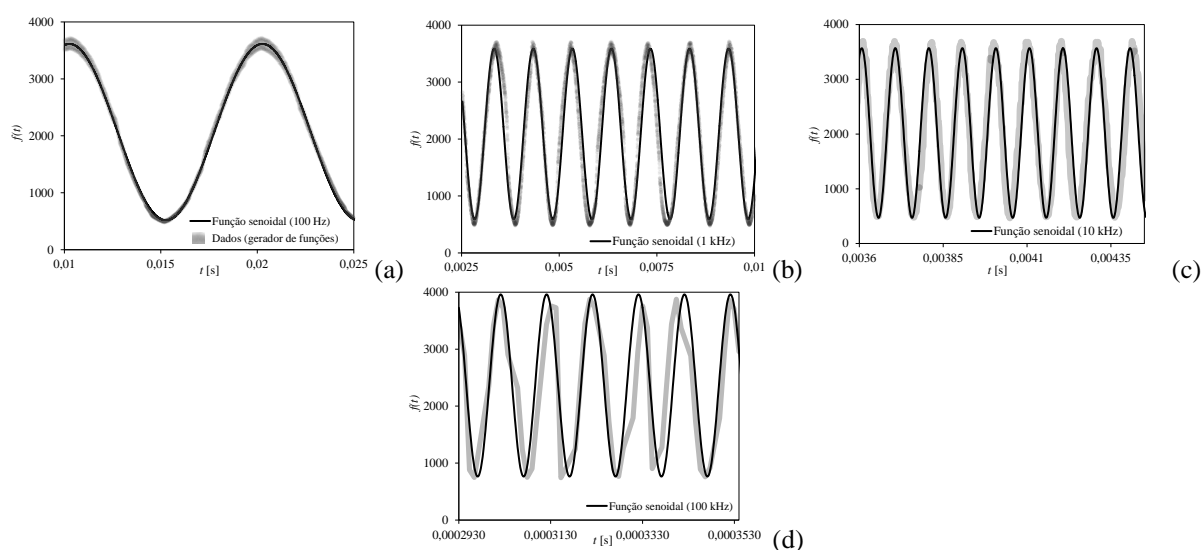 4000
3000
2000
1000
0
f(t)
0,01
0,015
0,02
0,025
t [s]
Função senoidal (100 Hz)
Dados (gerador de funções)
(a)
4000
3000
2000
1000
0
f(t)
0,0025
0,005
0,0075
0,01
t [s]
Função senoidal (1 kHz)
(b)
4000
3000
2000
1000
0
f(t)
0,0036
0,00385
0,0041
0,00435
t [s]
Função senoidal (10 kHz)
(c)
4000
3000
2000
1000
0
f(t)
0,0002930
0,0003130
0,0003330
0,0003530
t [s]
Função senoidal (100 kHz)
(d)